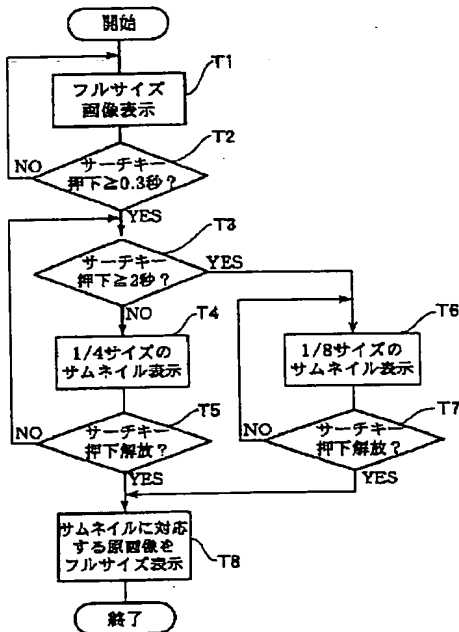 開始
T1
フルサイズ
画像表示
T2
NO
サーチキー
押下≧0.3秒？
YES
T3
サーチキー
押下≧2秒？
YES
NO
T4
1/4サイズの
サムネイル表示
T6
1/8サイズの
サムネイル表示
T5
NO
サーチキー
押下解放？
YES
T7
NO
サーチキー
押下解放？
YES
サムネイルに対応
する原画像を
フルサイズ表示
T8
終了